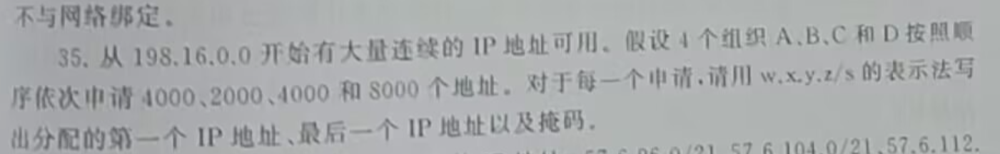 不与网络绑定。
35. 从 198.16.0.0 开始有大量连续的 IP 地址可用。假设 4 个组织 A、B、C 和 D 按照顺
序依次申请 4000、2000、4000 和 8000 个地址。对于每一个申请,请用 w.x.y.z/s 的表示法写
出分配的第一个 IP 地址、最后一个 IP 地址以及掩码.
96.0/21 57.6.104.0/21、57.6.112.